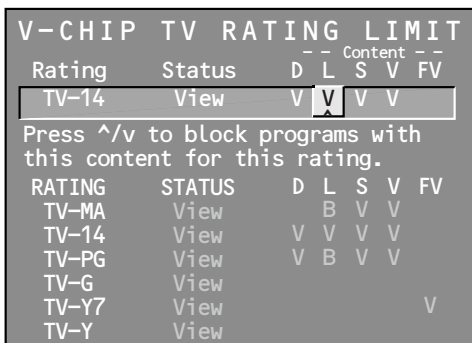 V-CHIP TV RATING LIMIT
– – Content – –
Rating Status D L S V FV
TV-14 View V V V V
Press ^/v to block programs with
this content for this rating.
RATING STATUS D L S V FV
TV-MA View B V V
TV-14 View V V V V
TV-PG View V B V V
TV-G View
TV-Y7 View V
TV-Y View